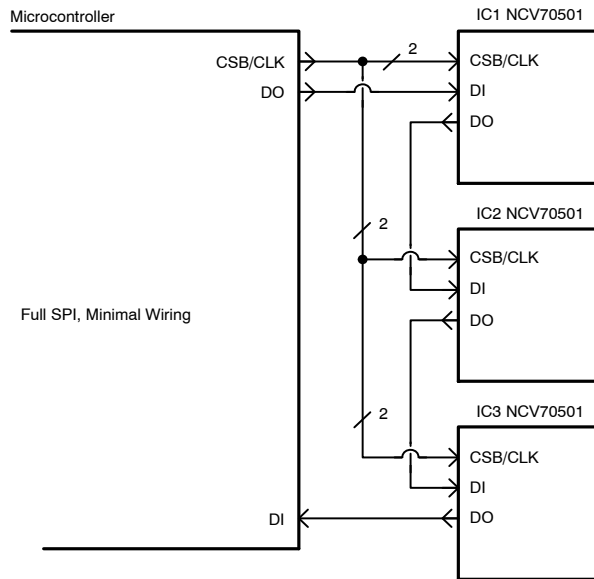 Microcontroller
IC1 NCV70501
CSB/CLK
2
CSB/CLK
DO
DI
DO
IC2 NCV70501
2
CSB/CLK
DI
Full SPI, Minimal Wiring
DO
IC3 NCV70501
2
CSB/CLK
DI
DI
DO